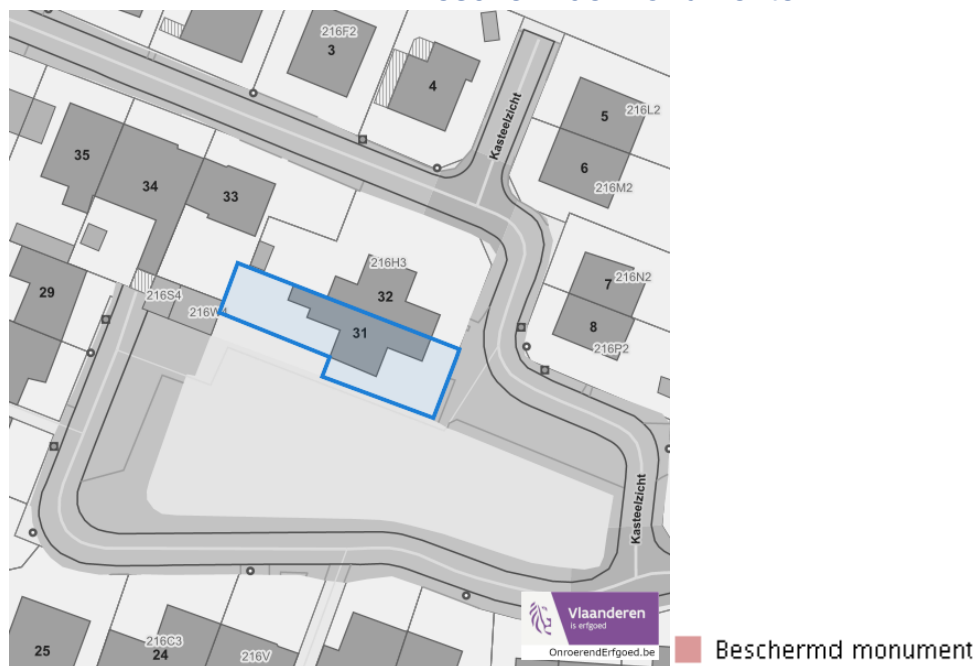 216F2
3
4
Kasteelzicht
5
216L2
6
216M2
35
34
33
216H3
32
7
216N2
29
216S4
31
8
216P2
Kasteelzicht
Vlaanderen
is erfgoed
OnroerendErfgoed.be
Beschermd monument
25
216C3
24
216V